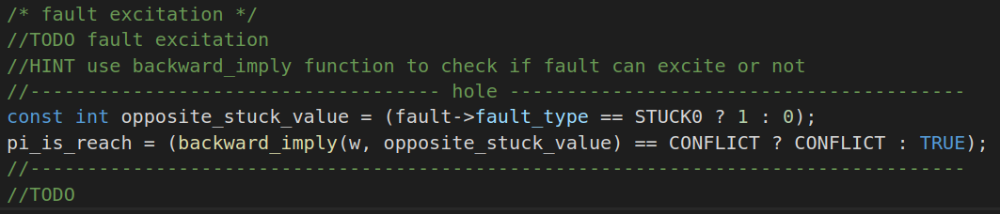 /* fault excitation */
//TODO fault excitation
//HINT use backward_imply function to check if fault can excite or not
//------------------------------------ hole ----------------------------------------
const int opposite_stuck_value = (fault->fault_type == STUCK0 ? 1 : 0);
pi_is_reach = (backward_imply(w, opposite_stuck_value) == CONFLICT ? CONFLICT : TRUE);
//----------------------------------------------------------------------------------
//TODO